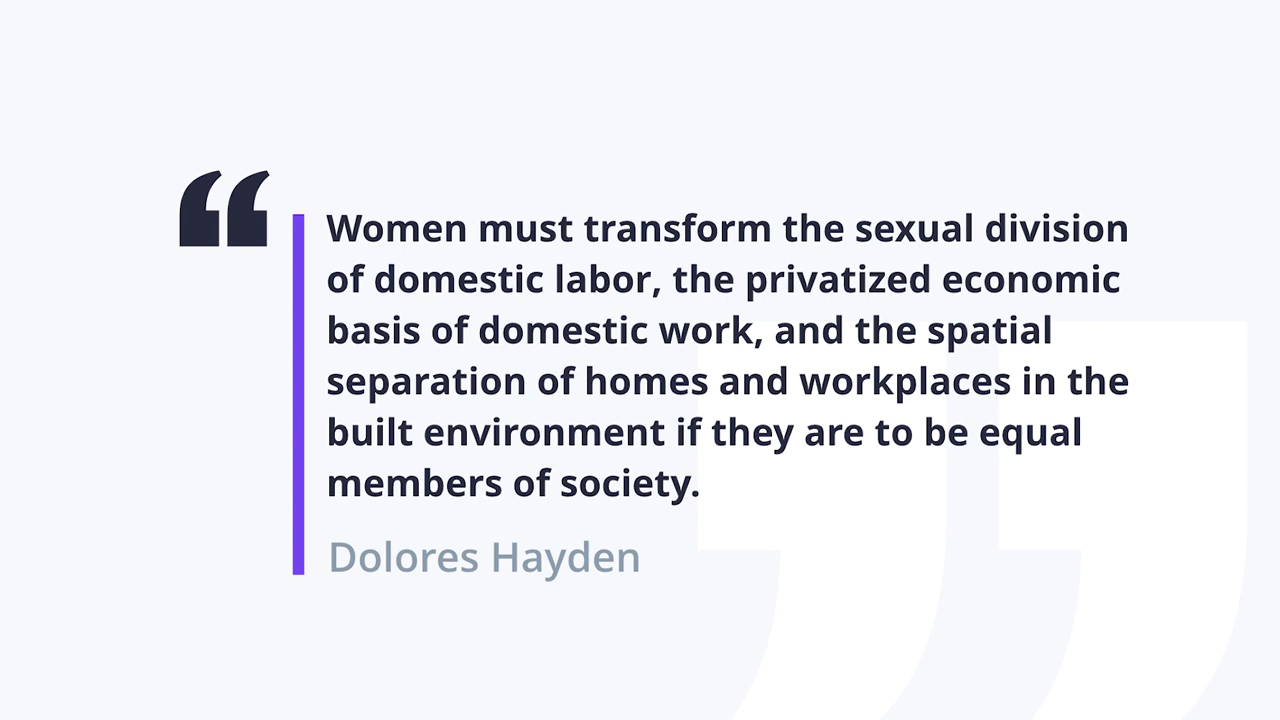 “
Women must transform the sexual division
of domestic labor, the privatized economic
basis of domestic work, and the spatial
separation of homes and workplaces in the
built environment if they are to be equal
members of society.
Dolores Hayden
”